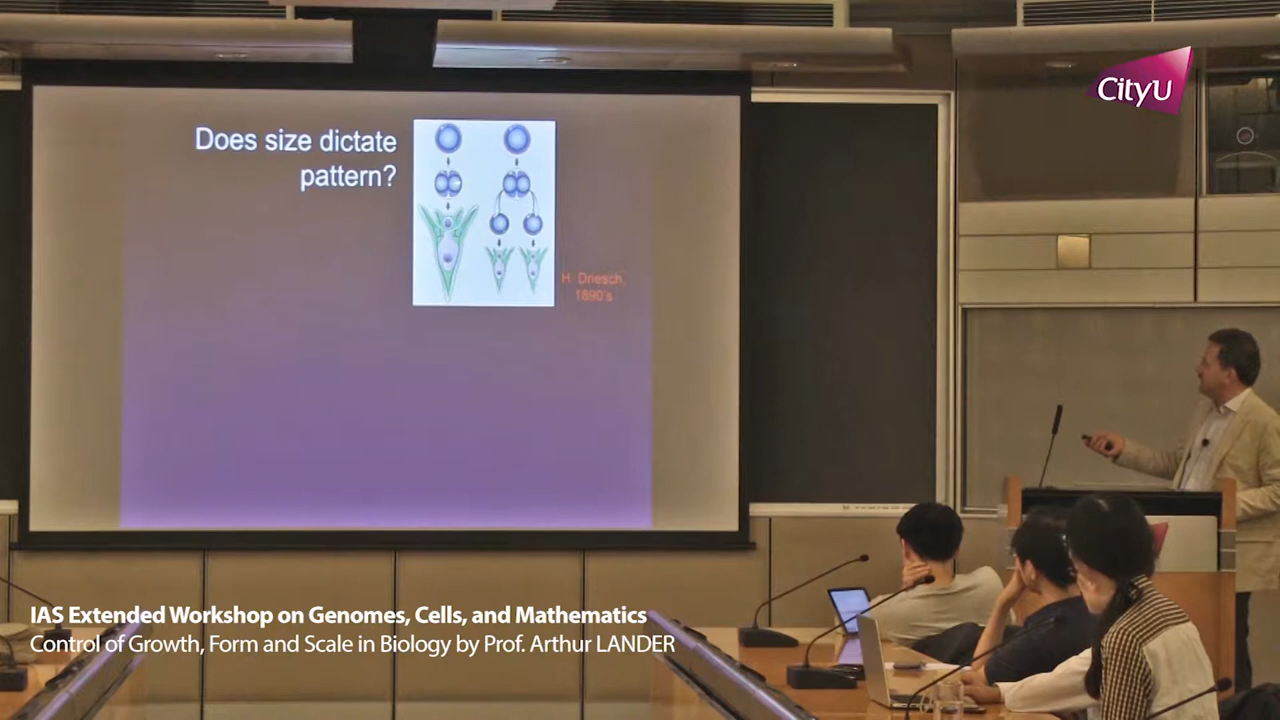 CityU
Does size dictate
pattern?
H. Driesch,
1890's
IAS Extended Workshop on Genomes, Cells, and Mathematics
Control of Growth, Form and Scale in Biology by Prof. Arthur LANDER